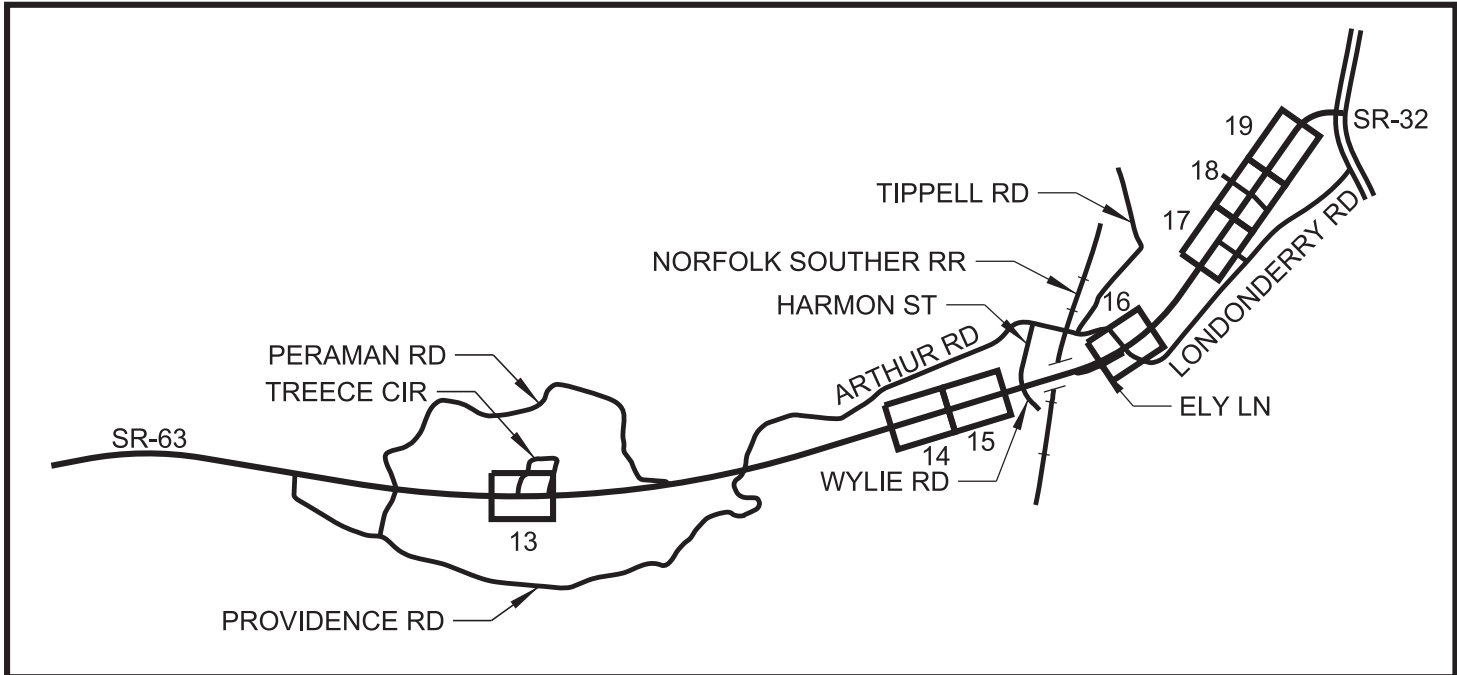 19
SR-32
18
TIPPELL RD
17
NORFOLK SOUTHER RR
16
HARMON ST
LONDONDERRY RD
PERAMAN RD
ARTHUR RD
TREECE CIR
ELY LN
SR-63
14
15
WYLIE RD
13
PROVIDENCE RD